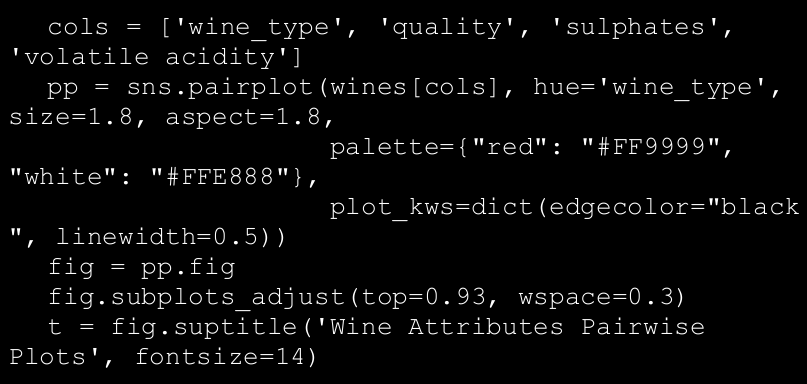 cols = ['wine_type', 'quality', 'sulphates',
'volatile acidity']
pp = sns.pairplot(wines[cols], hue='wine_type',
size=1.8, aspect=1.8,
palette={"red": "#FF9999",
"white": "#FFE888"},
plot_kws=dict(edgecolor="black
", linewidth=0.5))
fig = pp.fig
fig.subplots_adjust(top=0.93, wspace=0.3)
t = fig.suptitle('Wine Attributes Pairwise
Plots', fontsize=14)